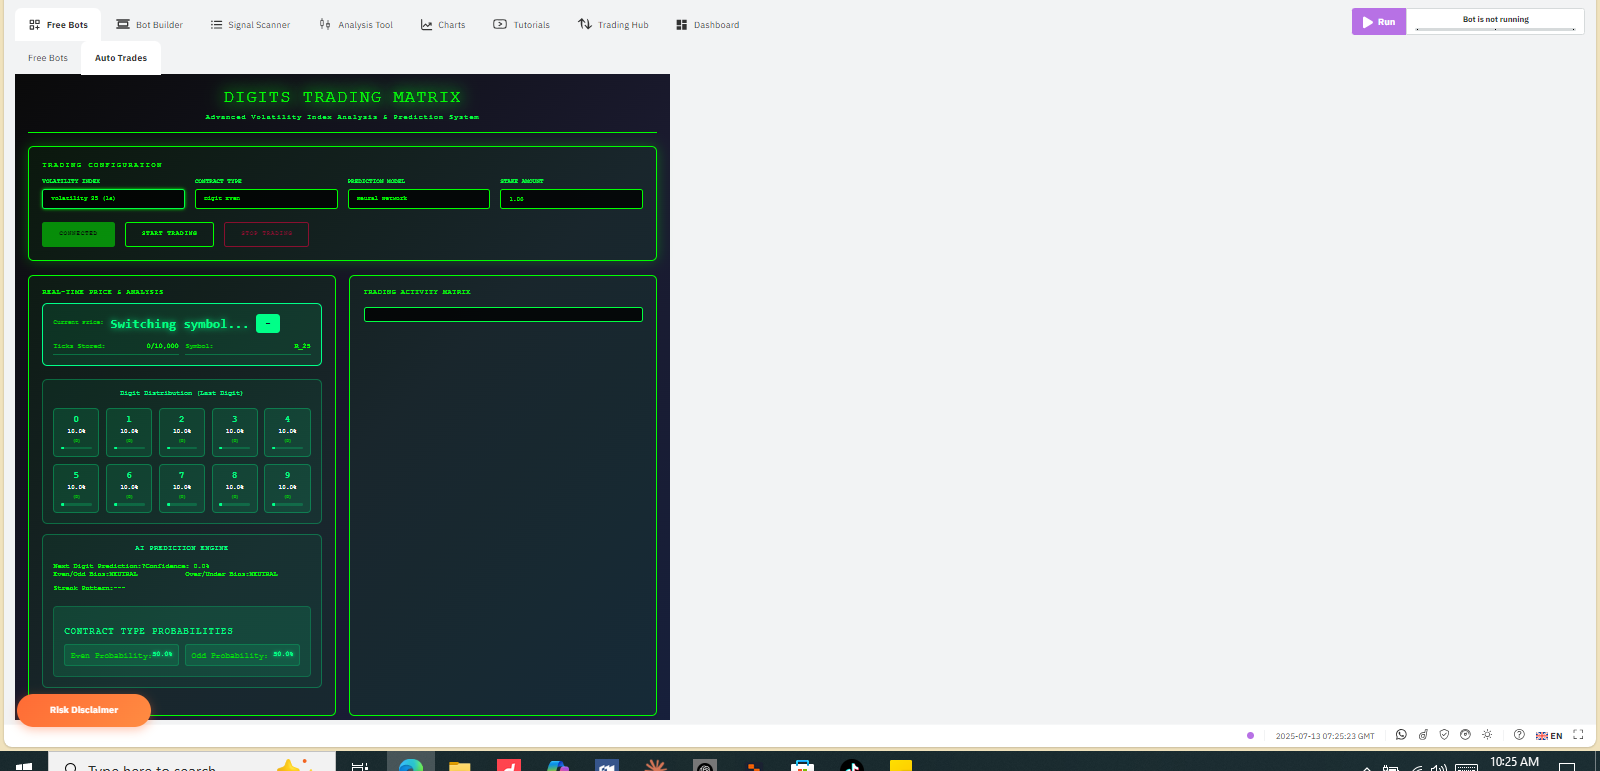 Free Bots
Bot Builder
Signal Scanner
Analysis Tool
Charts
Tutorials
Trading Hub
Dashboard
Run
Bot is not running
Free Bots
Auto Trades
DIGITS TRADING MATRIX
Advanced Volatility Index Analysis & Prediction System
TRADING CONFIGURATION
VOLATILITY INDEX
CONTRACT TYPE
PREDICTION MODEL
STAKE AMOUNT
Volatility 25 (1s)
Digit Even
Neural Network
1.00
CONNECTED
START TRADING
STOP TRADING
REAL-TIME PRICE & ANALYSIS
Current Price: Switching symbol... -
Ticks Stored: 0/10,000 Symbol: R_25
Digit Distribution (Last Digit)
0 1 2 3 4
10.0% 10.0% 10.0% 10.0% 10.0%
(0) (0) (0) (0) (0)
5 6 7 8 9
10.0% 10.0% 10.0% 10.0% 10.0%
(0) (0) (0) (0) (0)
AI PREDICTION ENGINE
Next Digit Prediction:?Confidence: 0.0%
Even/Odd Bias:NEUTRAL Over/Under Bias:NEUTRAL
Streak Pattern:---
CONTRACT TYPE PROBABILITIES
Even Probability:50.0% Odd Probability: 50.0%
TRADING ACTIVITY MATRIX
Risk Disclaimer
2025-07-13 07:25:23 GMT
EN
Type here to search
10:25 AM